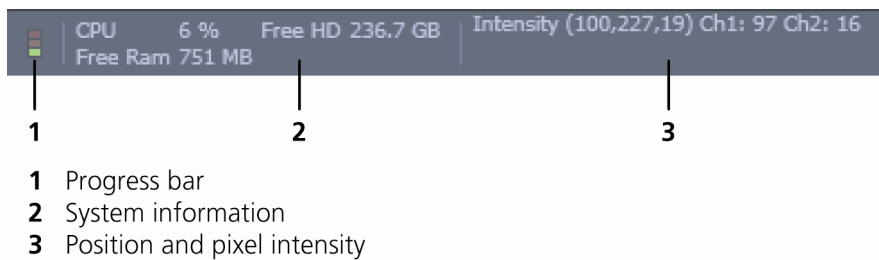 CPU 6 % Free HD 236.7 GB Intensity (100,227,19) Ch1: 97 Ch2: 16
Free Ram 751 MB
1 2 3
1 Progress bar
2 System information
3 Position and pixel intensity